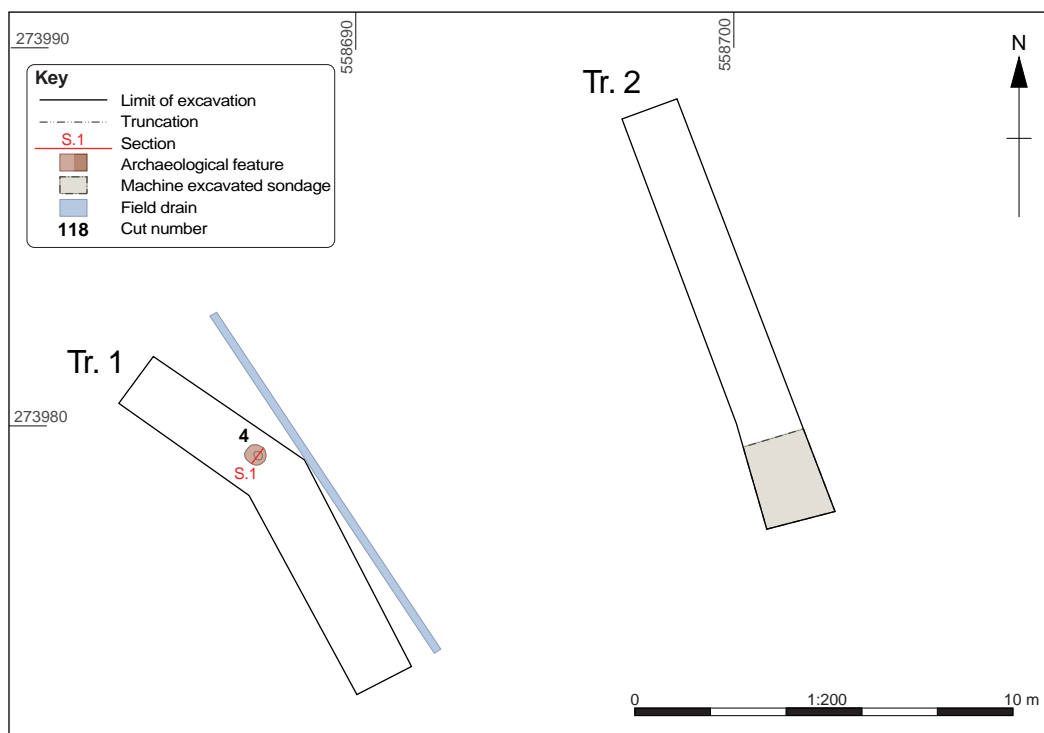 273990
558690
558700
N
Tr. 2
Key
Limit of excavation
Truncation
S.1
Section
Archaeological feature
Machine excavated sondage
Field drain
118 Cut number
Tr. 1
273980
4
S.1
0 1:200 10 m